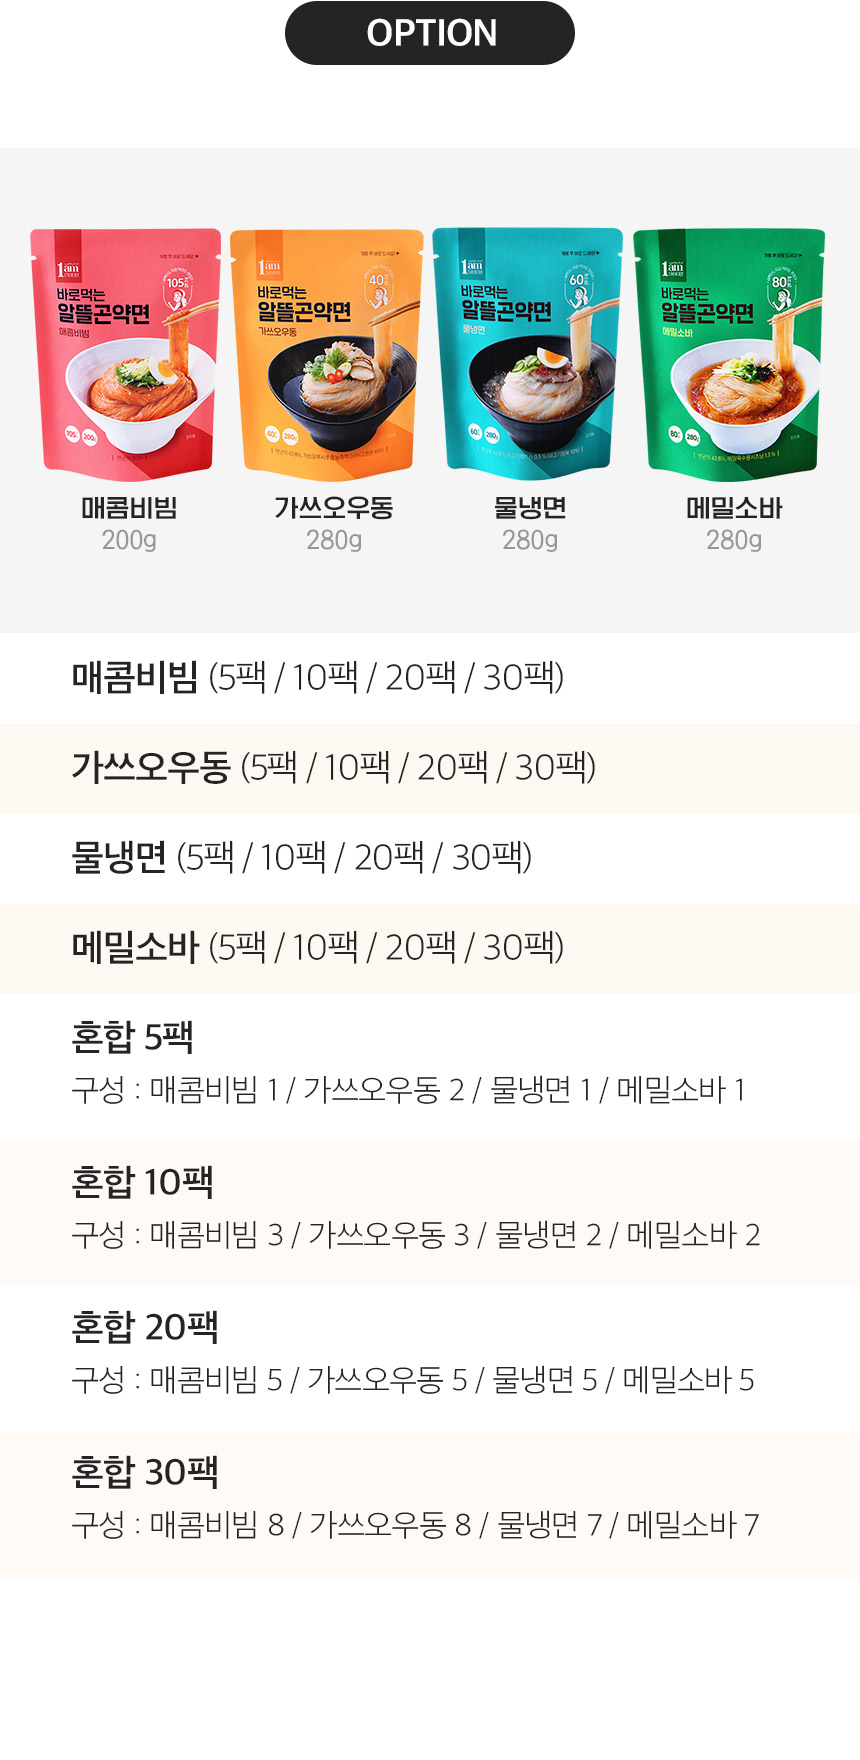 OPTION
1am
바로먹는
알뜰곤약면
매콤비빔
105
200g
1am
바로먹는
알뜰곤약면
가쓰오우동
40
280g
1am
바로먹는
알뜰곤약면
물냉면
60
280g
1am
바로먹는
알뜰곤약면
메밀소바
80
280g
매콤비빔 가쓰오우동 물냉면 메밀소바
200g 280g 280g 280g
매콤비빔 (5팩 / 10팩 / 20팩 / 30팩)
가쓰오우동 (5팩 / 10팩 / 20팩 / 30팩)
물냉면 (5팩 / 10팩 / 20팩 / 30팩)
메밀소바 (5팩 / 10팩 / 20팩 / 30팩)
혼합 5팩
구성 : 매콤비빔 1 / 가쓰오우동 2 / 물냉면 1 / 메밀소바 1
혼합 10팩
구성 : 매콤비빔 3 / 가쓰오우동 3 / 물냉면 2 / 메밀소바 2
혼합 20팩
구성 : 매콤비빔 5 / 가쓰오우동 5 / 물냉면 5 / 메밀소바 5
혼합 30팩
구성 : 매콤비빔 8 / 가쓰오우동 8 / 물냉면 7 / 메밀소바 7